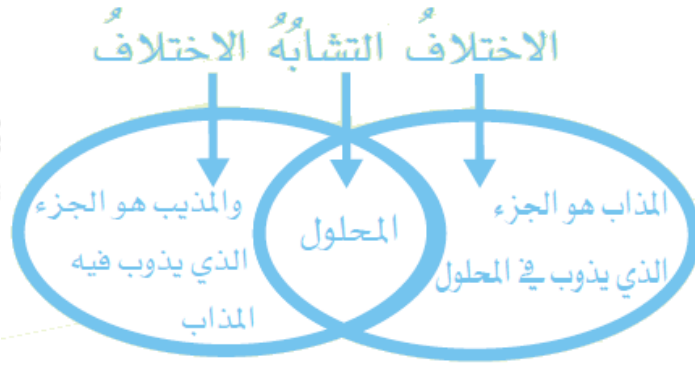 الاختلافُ التشابُهُ الاختلافُ
المذاب هو الجزء
الذي يذوب في المحلول
المحلول
والمذيب هو الجزء
الذي يذوب فيه
المذاب